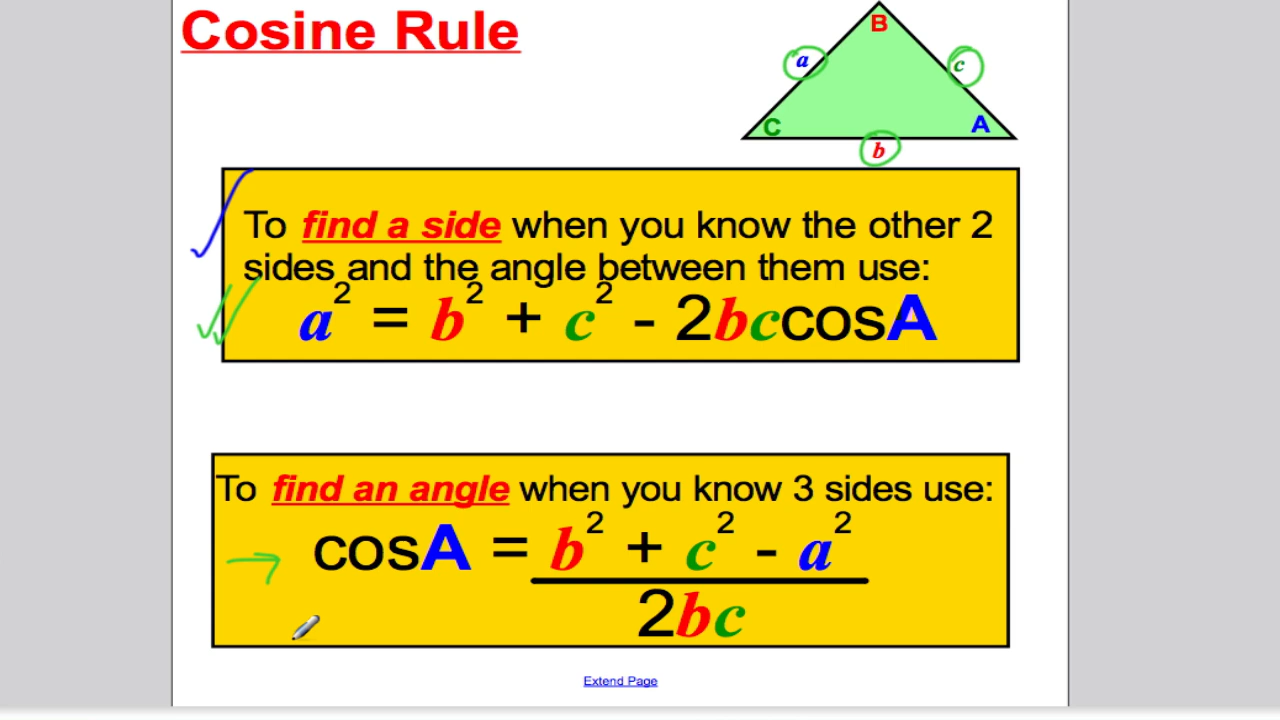 Cosine Rule
B
a
c
C
A
b
To find a side when you know the other 2
sides and the angle between them use:
a² = b² + c² - 2bccosA
To find an angle when you know 3 sides use:
cosA = b² + c² - a²
2bc
Extend Page